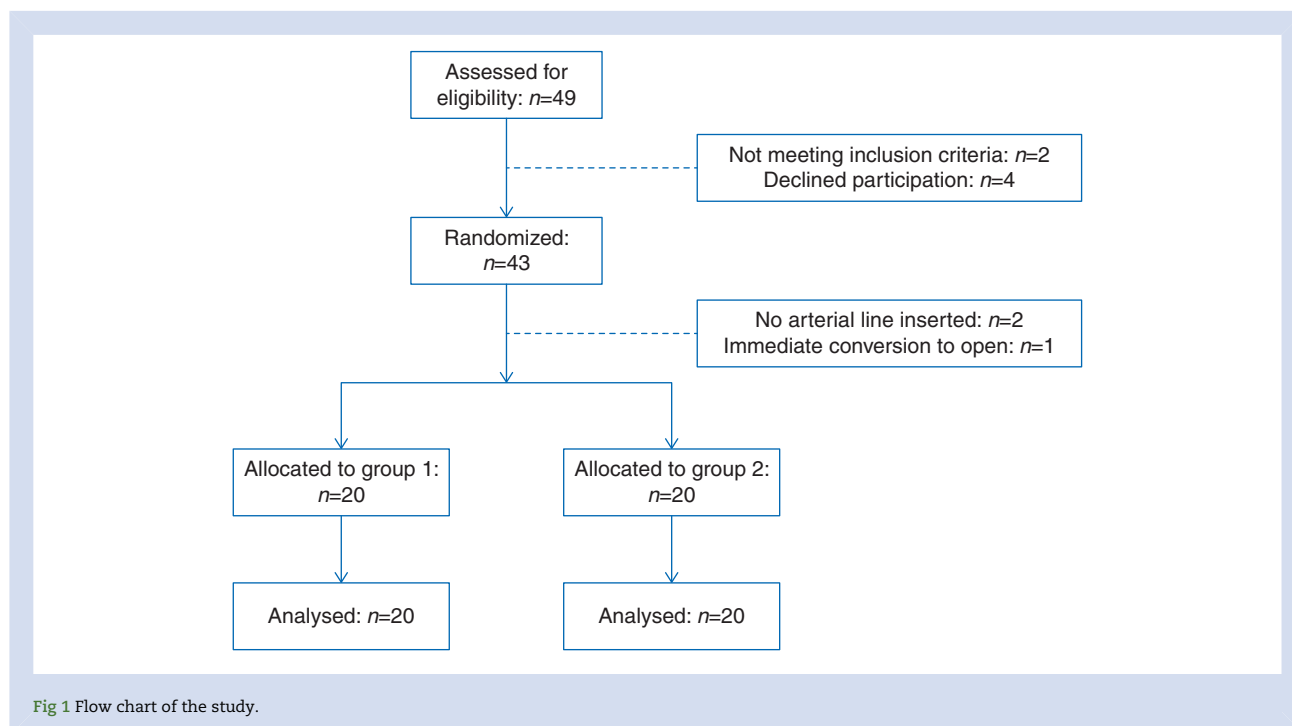 Assessed for
eligibility: n=49
Not meeting inclusion criteria: n=2
Declined participation: n=4
Randomized:
n=43
No arterial line inserted: n=2
Immediate conversion to open: n=1
Allocated to group 1:
n=20
Allocated to group 2:
n=20
Analysed: n=20
Analysed: n=20
Fig 1 Flow chart of the study.